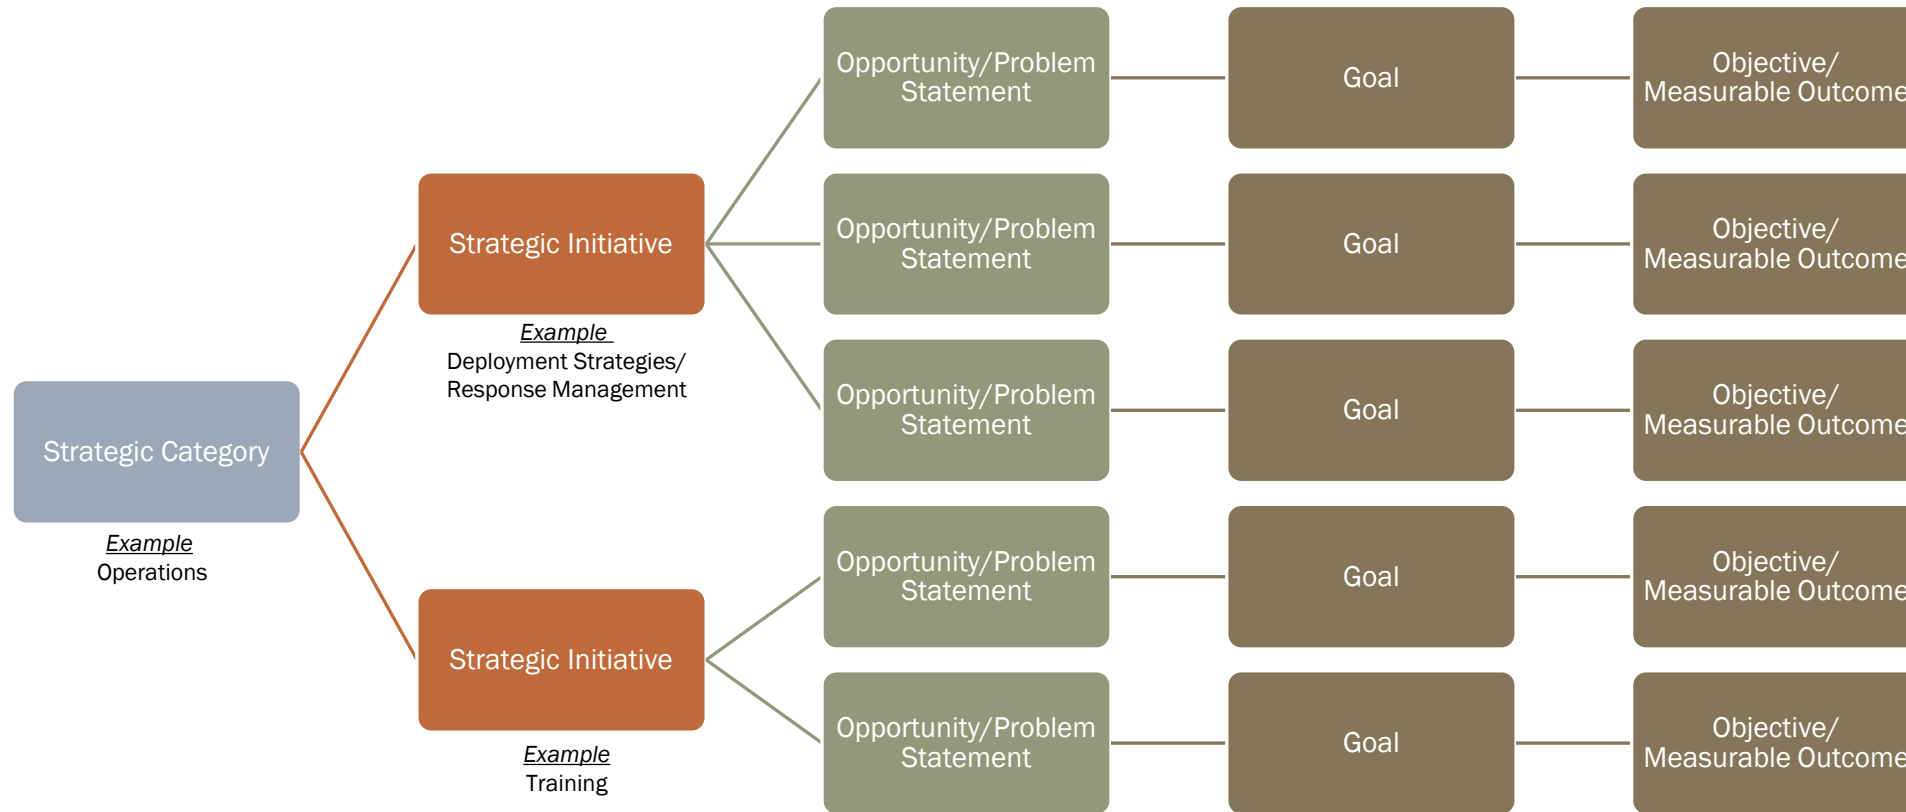 Opportunity/Problem
Statement
Goal
Objective/
Measurable Outcome
Strategic Initiative
Example
Deployment Strategies/
Response Management
Opportunity/Problem
Statement
Goal
Objective/
Measurable Outcome
Opportunity/Problem
Statement
Goal
Objective/
Measurable Outcome
Strategic Category
Example
Operations
Opportunity/Problem
Statement
Goal
Objective/
Measurable Outcome
Strategic Initiative
Example
Training
Opportunity/Problem
Statement
Goal
Objective/
Measurable Outcome